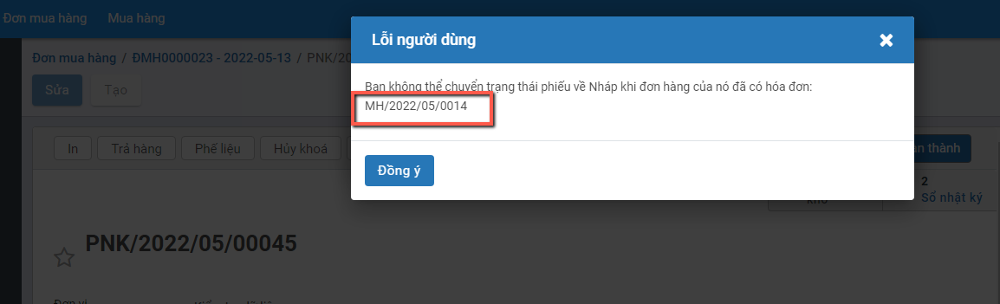 Đơn mua hàng Mua hàng
Lỗi người dùng
Đơn mua hàng / ĐMH0000023 - 2022-05-13 / PNK/20
Bạn không thể chuyển trạng thái phiếu về Nháp khi đơn hàng của nó đã có hóa đơn:
Sửa Tạo
MH/2022/05/0014
In Trả hàng Phế liệu Hủy khoá
thành
Đồng ý
2
kho Sổ nhật ký
PNK/2022/05/00045
Đơn vị